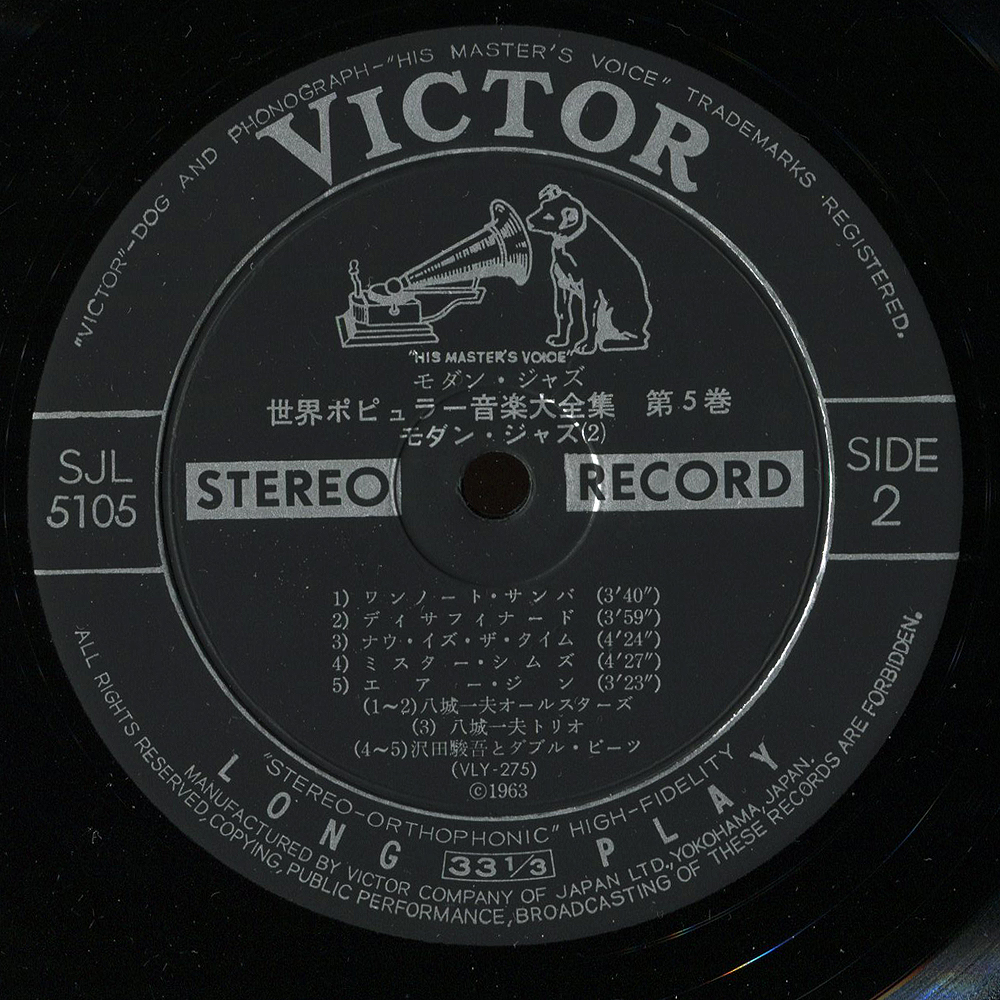 "VICTOR"–DOG AND PHONOGRAPH–"HIS MASTER'S VOICE" TRADEMARKS REGISTERED.
VICTOR
"HIS MASTER'S VOICE"
モダン・ジャズ
世界ポピュラー音楽大全集 第5巻
モダン・ジャズ(2)
SJL
5105
STEREO RECORD
SIDE
2
1) ワンノート・サンバ (3′40″)
2) ディサフィナード (3′59″)
3) ナウ・イズ・ザ・タイム (4′24″)
4) ミスター・シムズ (4′27″)
5) エアー・ジン (3′23″)
(1〜2)八城一夫オールスターズ
(3) 八城一夫トリオ
(4〜5)沢田駿吾とダブル・ビーツ
(VLY-275)
©1963
"STEREO-ORTHOPHONIC" HIGH-FIDELITY
LONG 33 1/3 PLAY
MANUFACTURED BY VICTOR COMPANY OF JAPAN LTD., YOKOHAMA, JAPAN.
ALL RIGHTS RESERVED, COPYING, PUBLIC PERFORMANCE, BROADCASTING OF THESE RECORDS ARE FORBIDDEN.